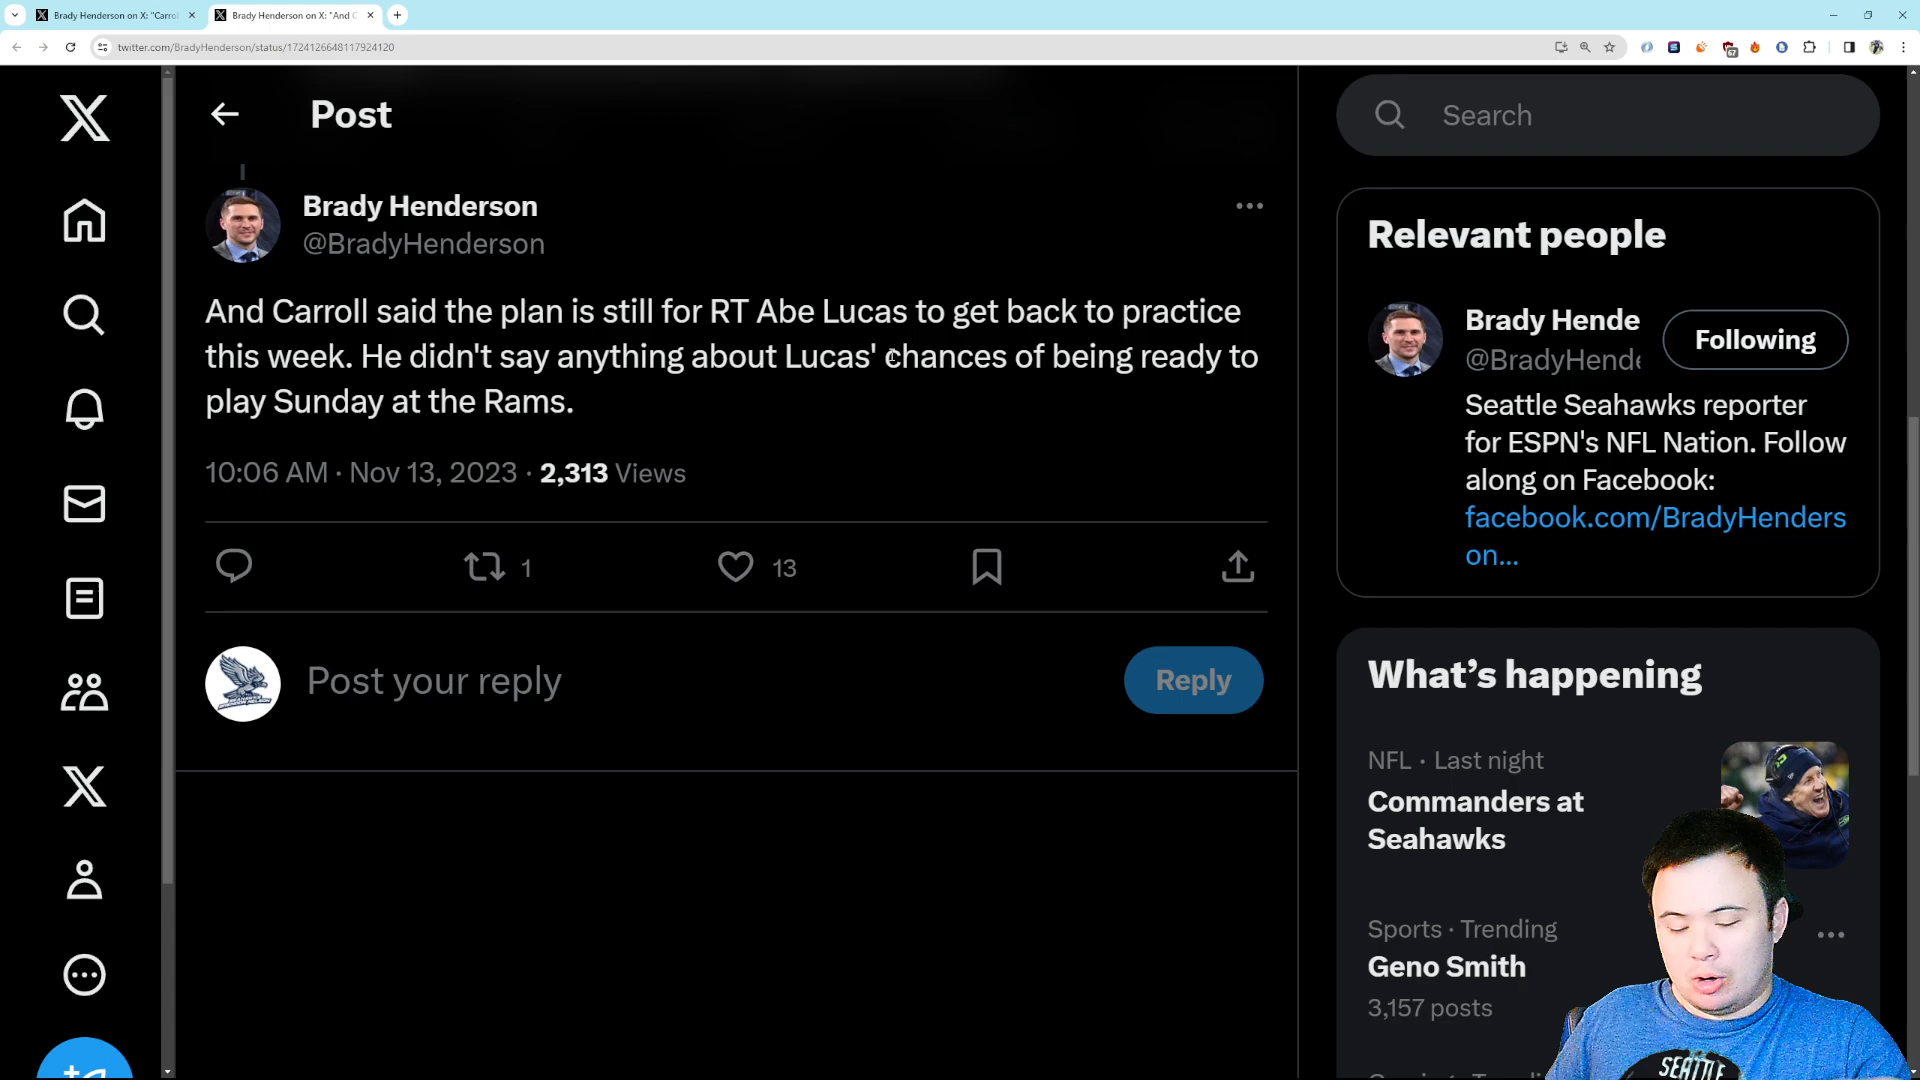 Brady Henderson on X: "Carrol
Brady Henderson on X: "And C
twitter.com/BradyHenderson/status/1724126648117924120
Post
Search
Brady Henderson
@BradyHenderson
And Carroll said the plan is still for RT Abe Lucas to get back to practice
this week. He didn't say anything about Lucas' chances of being ready to
play Sunday at the Rams.
10:06 AM · Nov 13, 2023 · 2,313 Views
1
13
Post your reply
Reply
Relevant people
Brady Hende
@BradyHende
Following
Seattle Seahawks reporter
for ESPN's NFL Nation. Follow
along on Facebook:
facebook.com/BradyHenders
on...
What's happening
NFL · Last night
Commanders at
Seahawks
Sports · Trending
Geno Smith
3,157 posts
SEATTLE